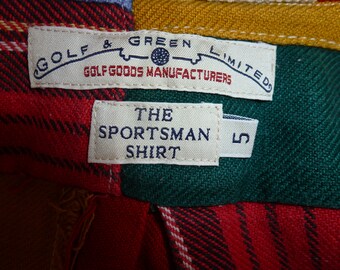 GOLF & GREEN LIMITED
GOLF GOODS MANUFACTURERS
THE
SPORTSMAN
SHIRT
5